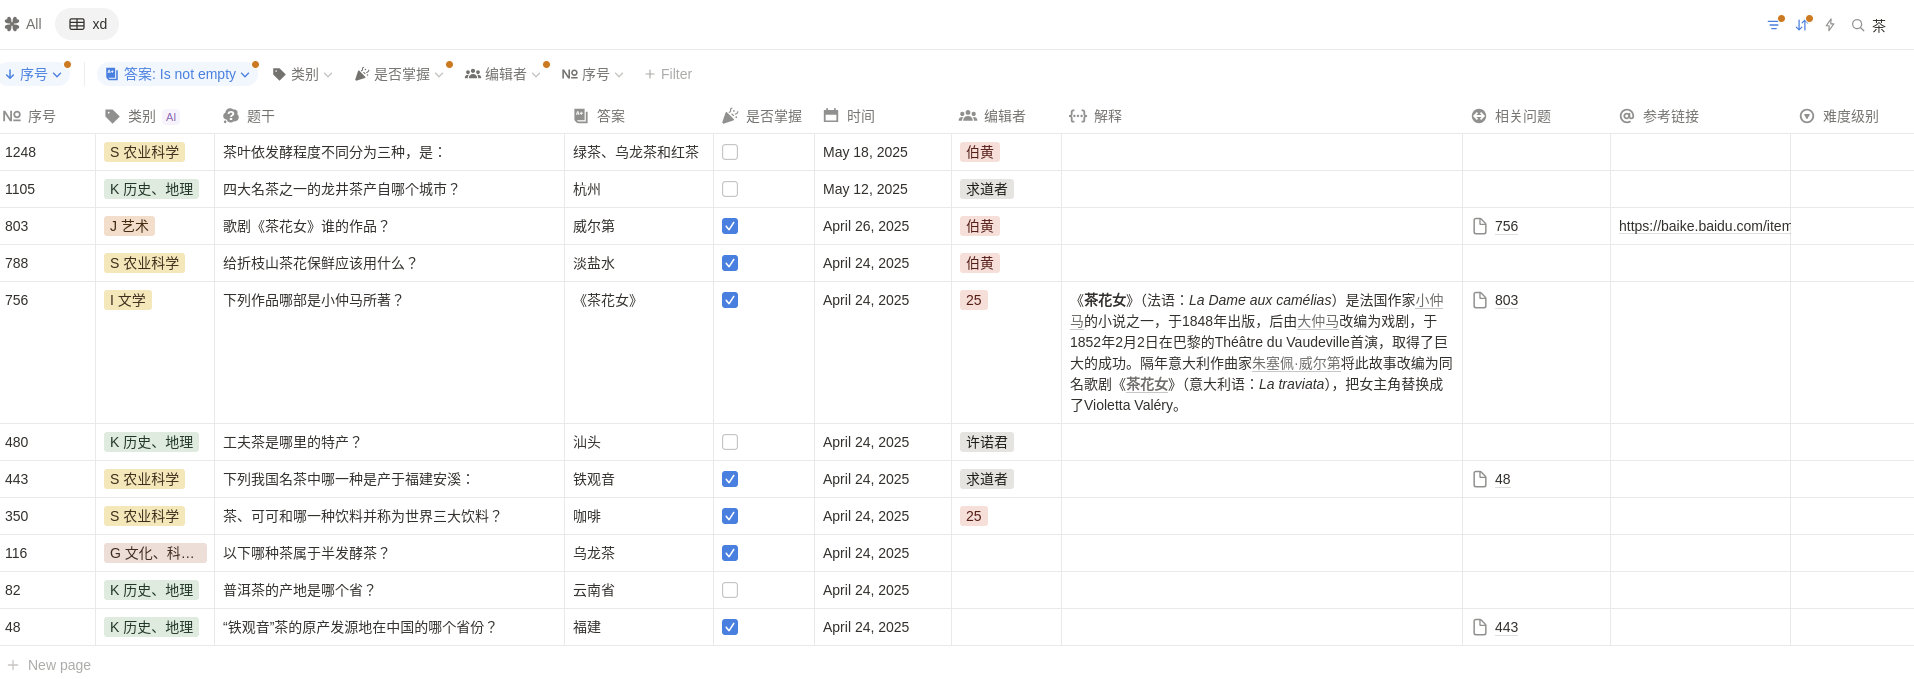 All xd 茶
序号 答案: Is not empty 类别 是否掌握 编辑者 序号 Filter
序号 类别 AI 题干 答案 是否掌握 时间 编辑者 解释 相关问题 参考链接 难度级别
1248 S 农业科学 茶叶依发酵程度不同分为三种，是： 绿茶、乌龙茶和红茶 May 18, 2025 伯黄
1105 K 历史、地理 四大名茶之一的龙井茶产自哪个城市？ 杭州 May 12, 2025 求道者
803 J 艺术 歌剧《茶花女》谁的作品？ 威尔第 April 26, 2025 伯黄 756 https://baike.baidu.com/item
788 S 农业科学 给折枝山茶花保鲜应该用什么？ 淡盐水 April 24, 2025 伯黄
756 I 文学 下列作品哪部是小仲马所著？ 《茶花女》 April 24, 2025 25 《茶花女》（法语：La Dame aux camélias）是法国作家小仲 803
马的小说之一，于1848年出版，后由大仲马改编为戏剧，于
1852年2月2日在巴黎的Théâtre du Vaudeville首演，取得了巨
大的成功。隔年意大利作曲家朱塞佩·威尔第将此故事改编为同
名歌剧《茶花女》（意大利语：La traviata），把女主角替换成
了Violetta Valéry。
480 K 历史、地理 工夫茶是哪里的特产？ 汕头 April 24, 2025 许诺君
443 S 农业科学 下列我国名茶中哪一种是产于福建安溪： 铁观音 April 24, 2025 求道者 48
350 S 农业科学 茶、可可和哪一种饮料并称为世界三大饮料？ 咖啡 April 24, 2025 25
116 G 文化、科… 以下哪种茶属于半发酵茶？ 乌龙茶 April 24, 2025
82 K 历史、地理 普洱茶的产地是哪个省？ 云南省 April 24, 2025
48 K 历史、地理 “铁观音”茶的原产发源地在中国的哪个省份？ 福建 April 24, 2025 443
New page